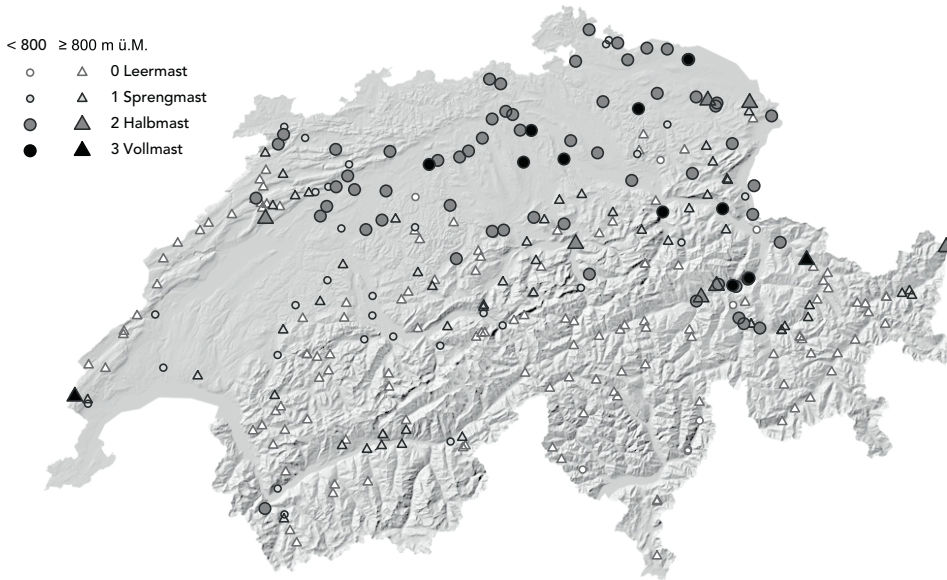 < 800 ≥ 800 m ü.M.
0 Leermast
1 Sprengmast
2 Halbmast
3 Vollmast